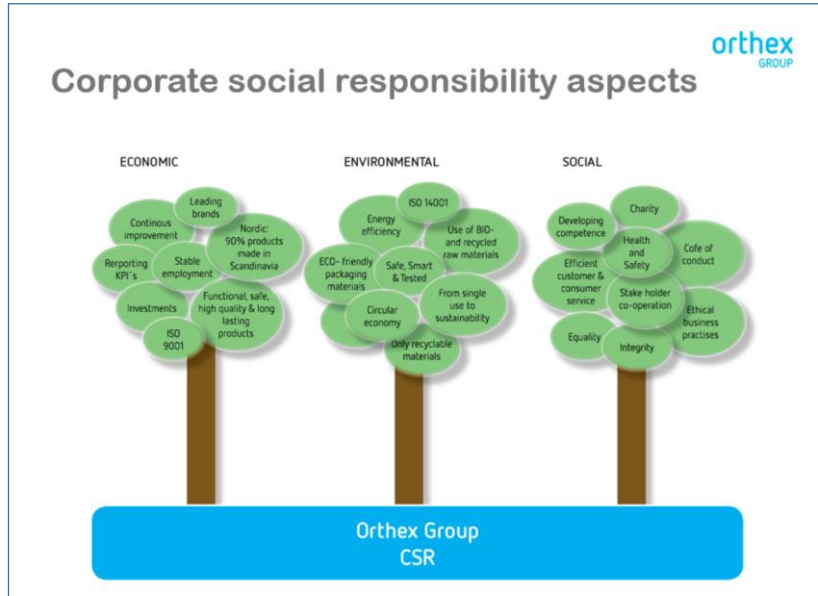 orthex
GROUP
Corporate social responsibility aspects
ECONOMIC
Leading
brands
Continous
improvement
Nordic:
90% products
made in
Scandinavia
Rerporting
KPI´s
Stable
employment
Investments
Functional, safe,
high quality & long
lasting
products
ISO
9001
ENVIRONMENTAL
ISO 14001
Energy
efficiency
Use of BIO-
and recycled
raw materials
ECO- friendly
packaging
materials
Safe, Smart
& Tested
From single
use to
sustainability
Circular
economy
Only recyclable
materials
SOCIAL
Charity
Developing
competence
Health
and
Safety
Cofe of
conduct
Efficient
customer &
consumer
service
Stake holder
co-operation
Ethical
business
practises
Equality
Integrity
Orthex Group
CSR